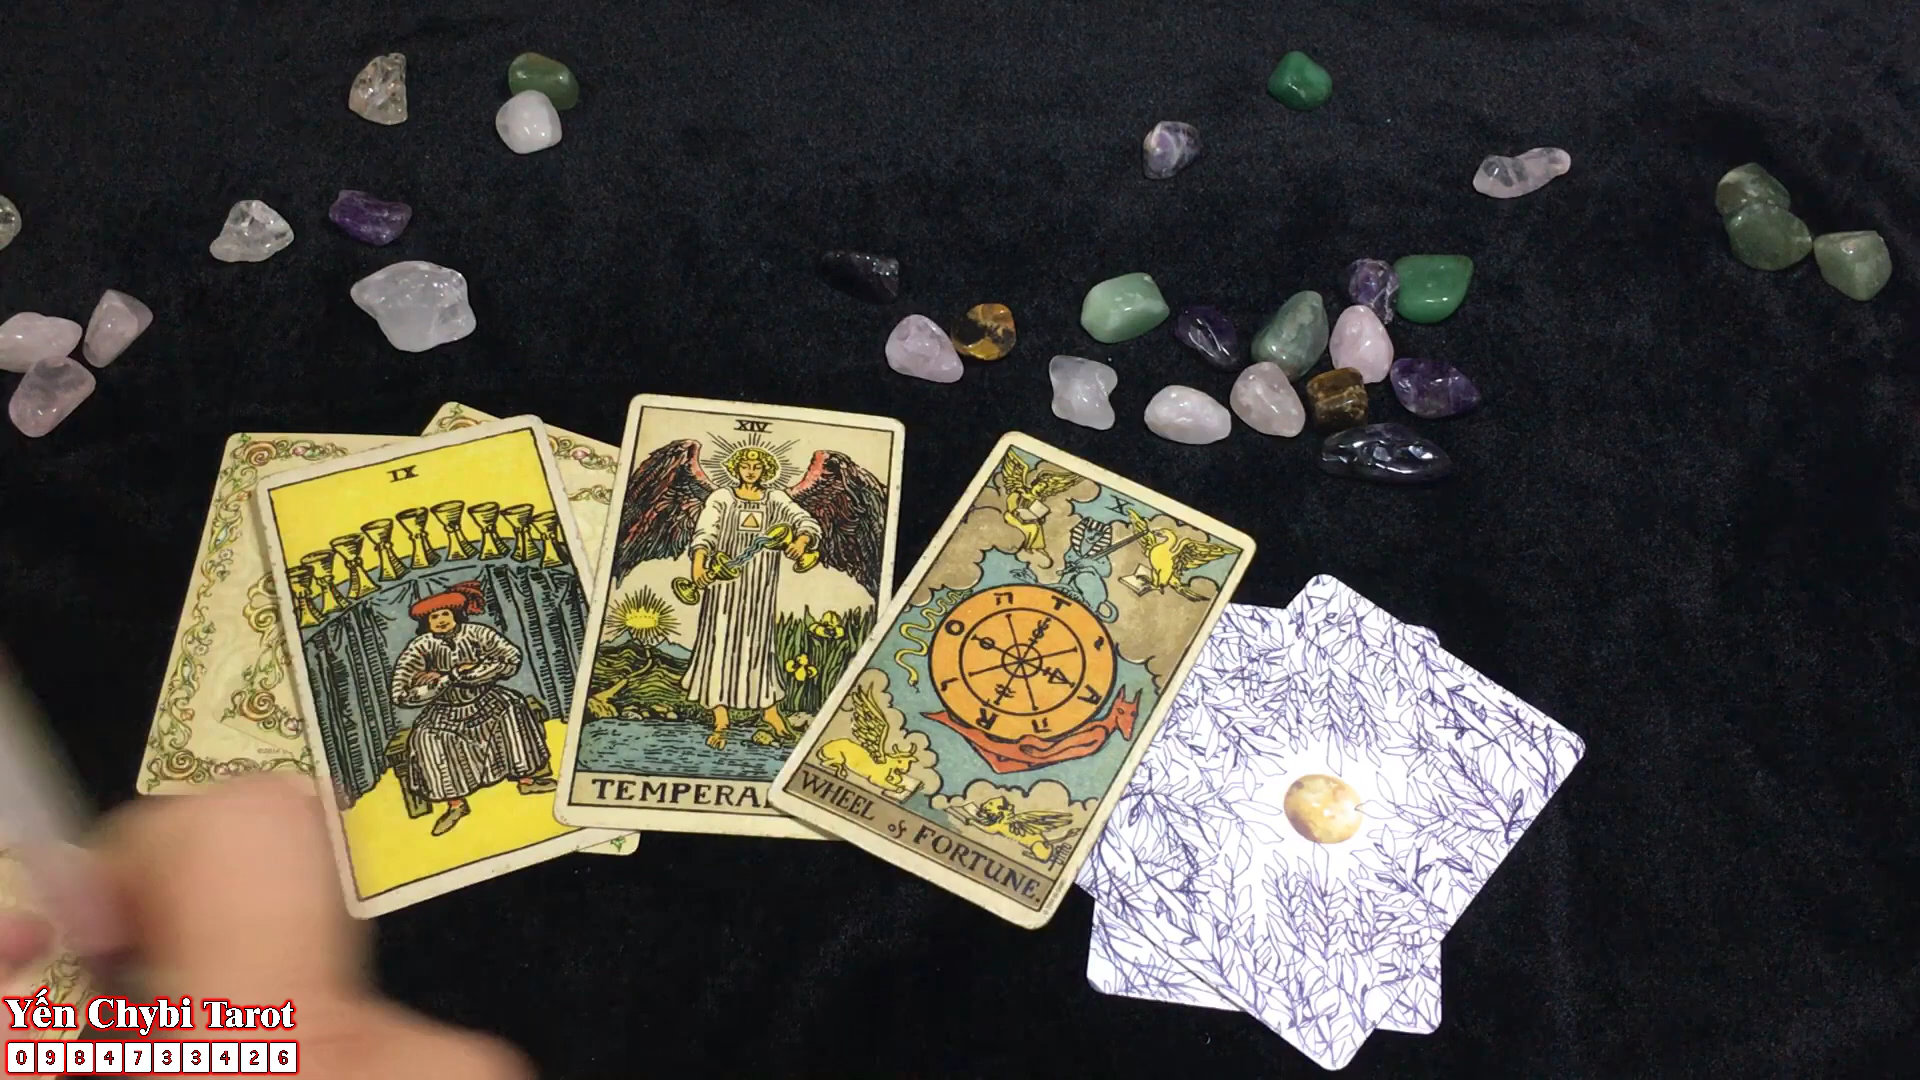 IX
XIV
X
TEMPERA
WHEEL of FORTUNE.
Yến Chybi Tarot
0984733426